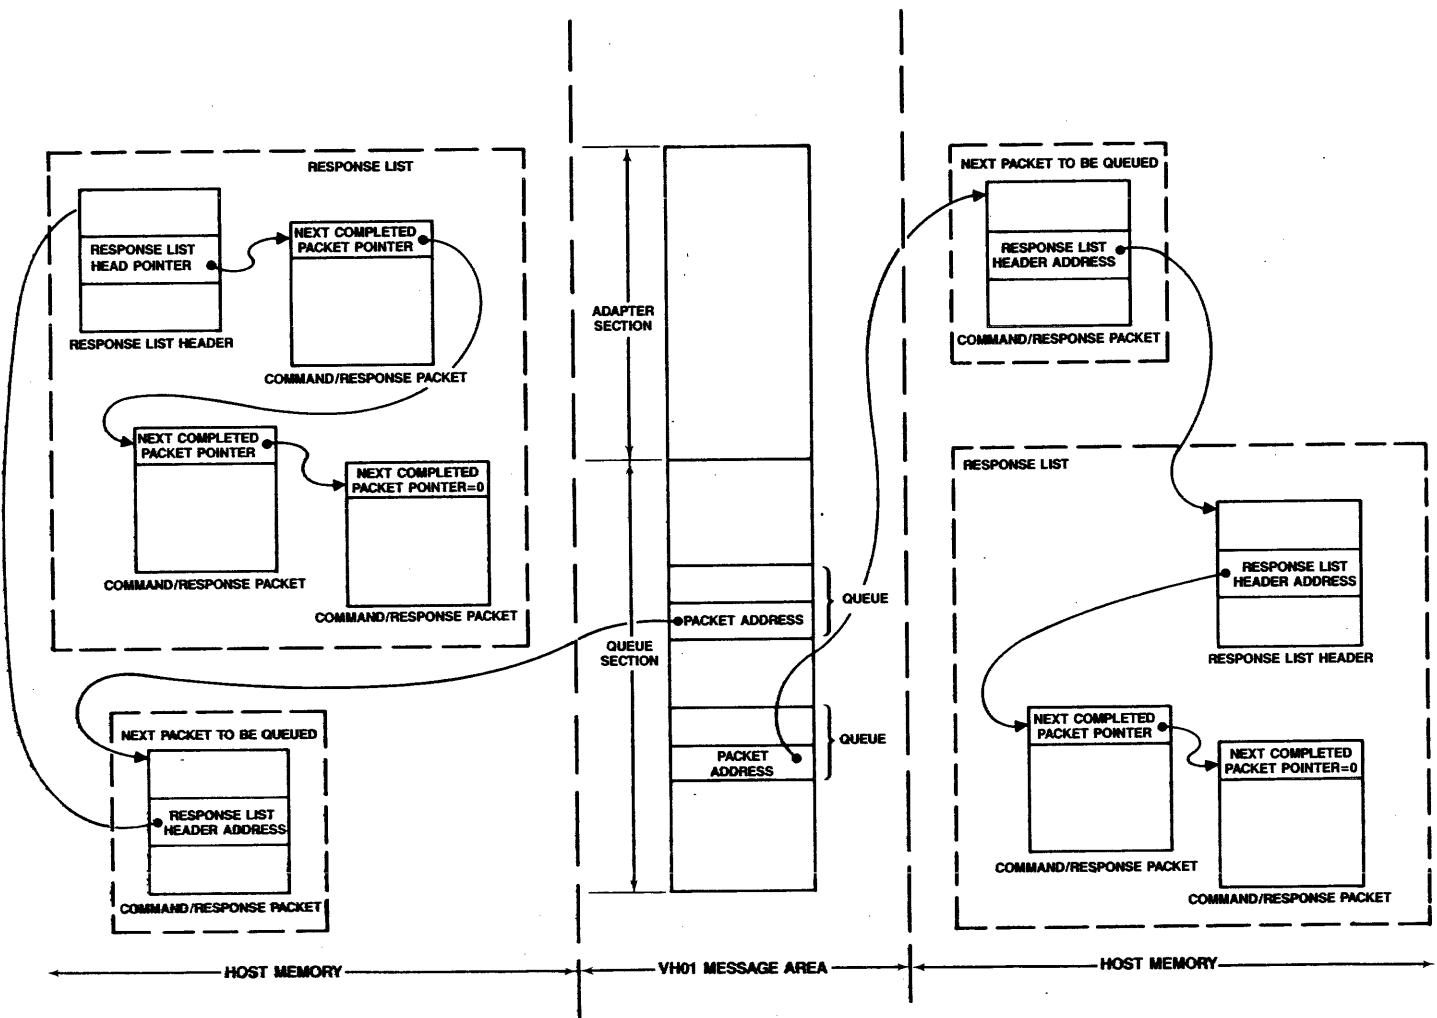 RESPONSE LIST
RESPONSE LIST
HEAD POINTER
RESPONSE LIST HEADER
NEXT COMPLETED
PACKET POINTER
COMMAND/RESPONSE PACKET
NEXT COMPLETED
PACKET POINTER
COMMAND/RESPONSE PACKET
NEXT COMPLETED
PACKET POINTER=0
COMMAND/RESPONSE PACKET
NEXT PACKET TO BE QUEUED
RESPONSE LIST
HEADER ADDRESS
COMMAND/RESPONSE PACKET
HOST MEMORY
ADAPTER
SECTION
QUEUE
SECTION
PACKET ADDRESS
QUEUE
PACKET
ADDRESS
QUEUE
VH01 MESSAGE AREA
NEXT PACKET TO BE QUEUED
RESPONSE LIST
HEADER ADDRESS
COMMAND/RESPONSE PACKET
RESPONSE LIST
RESPONSE LIST
HEADER ADDRESS
RESPONSE LIST HEADER
NEXT COMPLETED
PACKET POINTER
COMMAND/RESPONSE PACKET
NEXT COMPLETED
PACKET POINTER=0
COMMAND/RESPONSE PACKET
HOST MEMORY